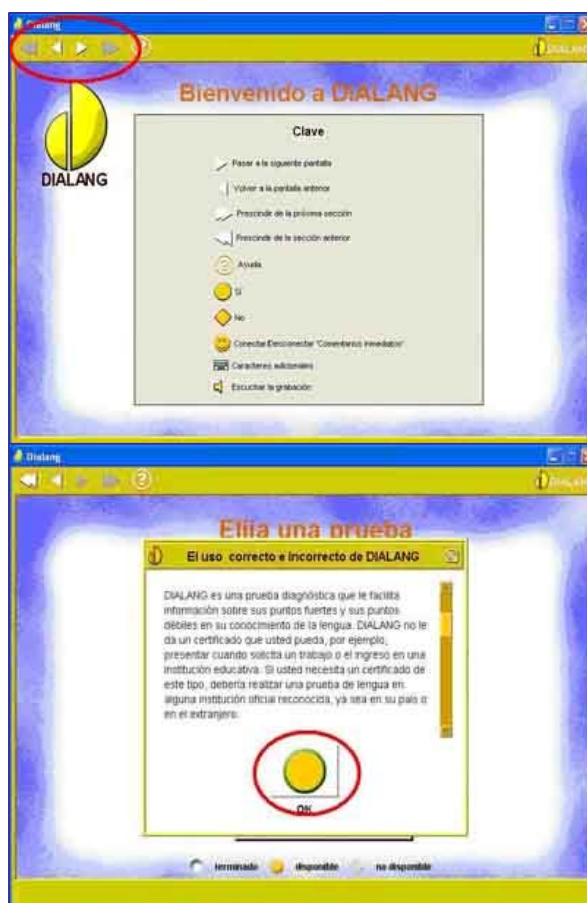 Dialang
DIALANG
Bienvenido a DIALANG
DIALANG
Clave
Pasar a la siguiente pantalla
Volver a la pantalla anterior
Prescindir de la próxima sección
Prescindir de la sección anterior
Ayuda
Sí
No
Conectar/Desconectar "Comentarios inmediatos"
Caracteres adicionales
Escuchar la grabación
Dialang
DIALANG
Elija una prueba
El uso correcto e incorrecto de DIALANG
DIALANG es una prueba diagnóstica que le facilita
información sobre sus puntos fuertes y sus puntos
débiles en su conocimiento de la lengua. DIALANG no le
da un certificado que usted pueda, por ejemplo,
presentar cuando solicita un trabajo o el ingreso en una
institución educativa. Si usted necesita un certificado de
este tipo, debería realizar una prueba de lengua en
alguna institución oficial reconocida, ya sea en su país o
en el extranjero.
OK
terminado disponible no disponible